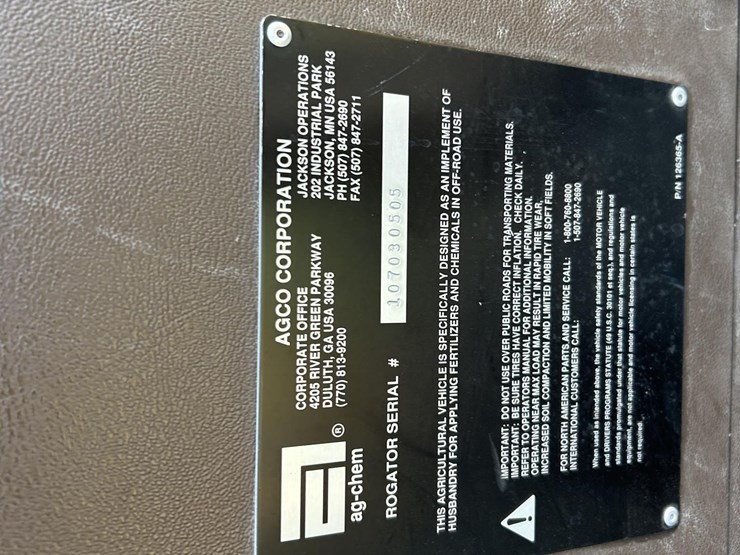 AGCO CORPORATION
CORPORATE OFFICE
4205 RIVER GREEN PARKWAY
DULUTH, GA USA 30096
(770) 813-9200
JACKSON OPERATIONS
202 INDUSTRIAL PARK
JACKSON, MN USA 56143
PH (507) 847-2690
FAX (507) 847-2711
®
ag-chem
ROGATOR SERIAL # 107030505
THIS AGRICULTURAL VEHICLE IS SPECIFICALLY DESIGNED AS AN IMPLEMENT OF
HUSBANDRY FOR APPLYING FERTILIZERS AND CHEMICALS IN OFF-ROAD USE.
IMPORTANT: DO NOT USE OVER PUBLIC ROADS FOR TRANSPORTING MATERIALS.
IMPORTANT: BE SURE TIRES HAVE CORRECT INFLATION. CHECK DAILY.
REFER TO OPERATORS MANUAL FOR ADDITIONAL INFORMATION.
OPERATING NEAR MAX LOAD MAY RESULT IN RAPID TIRE WEAR,
INCREASED SOIL COMPACTION AND LIMITED MOBILITY IN SOFT FIELDS.
FOR NORTH AMERICAN PARTS AND SERVICE CALL: 1-800-760-8800
INTERNATIONAL CUSTOMERS CALL: 1-507-847-2690
When used as intended above, the vehicle safety standards of the MOTOR VEHICLE
and DRIVERS PROGRAMS STATUTE (49 U.S.C. 30101 et seq.), and regulations and
standards promulgated under that statute for motor vehicles and motor vehicle
equipment, are not applicable and motor vehicle licensing in certain states is
not required.
P/N 126365-A